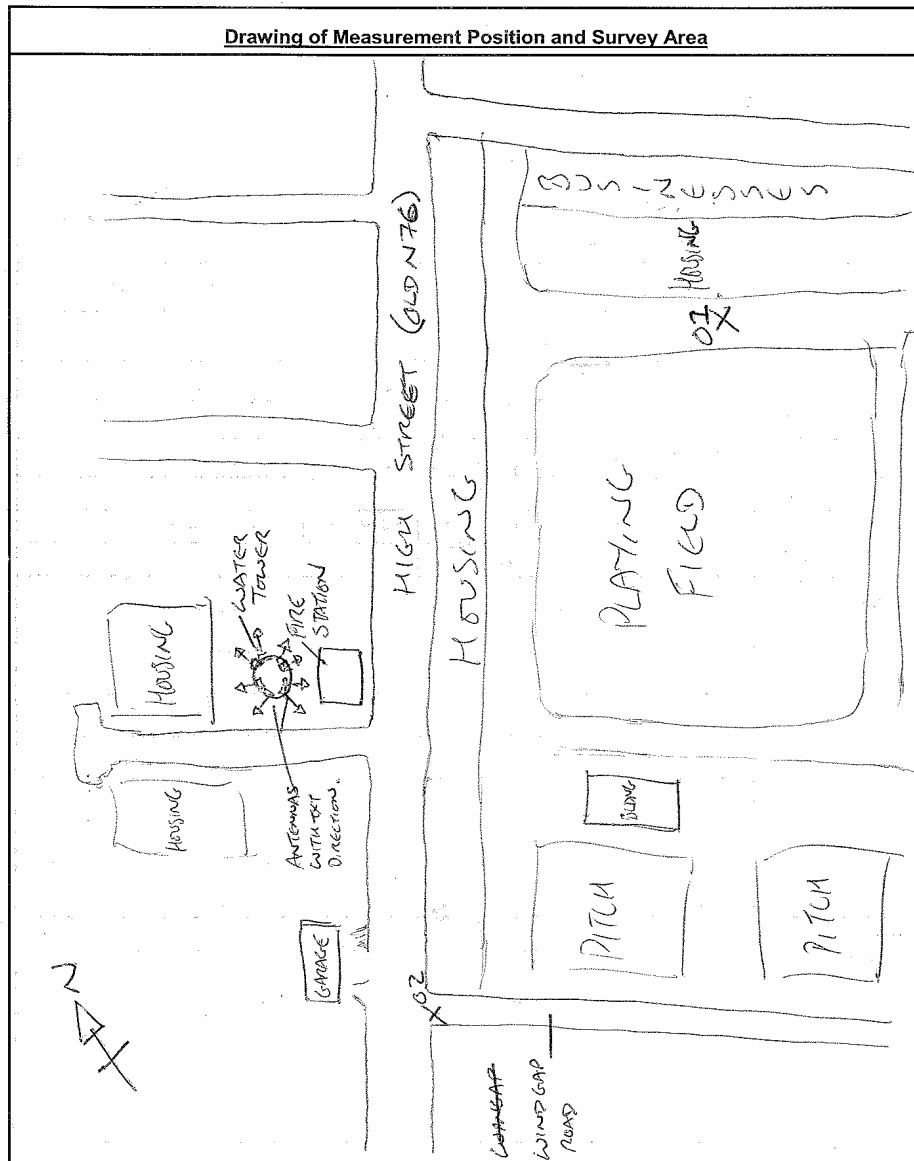 Drawing of Measurement Position and Survey Area
BUSINESSES
HOUSING
01
X
HIGH STREET (OLD N76)
HOUSING
PLAYING
FIELD
WATER
TOWER
FIRE
STATION
HOUSING
ANTENNAS
WITH TXT
DIRECTION.
HOUSING
BLDNG
PITCH
PITCH
GARAGE
02
X
N
WINDGAP
ROAD